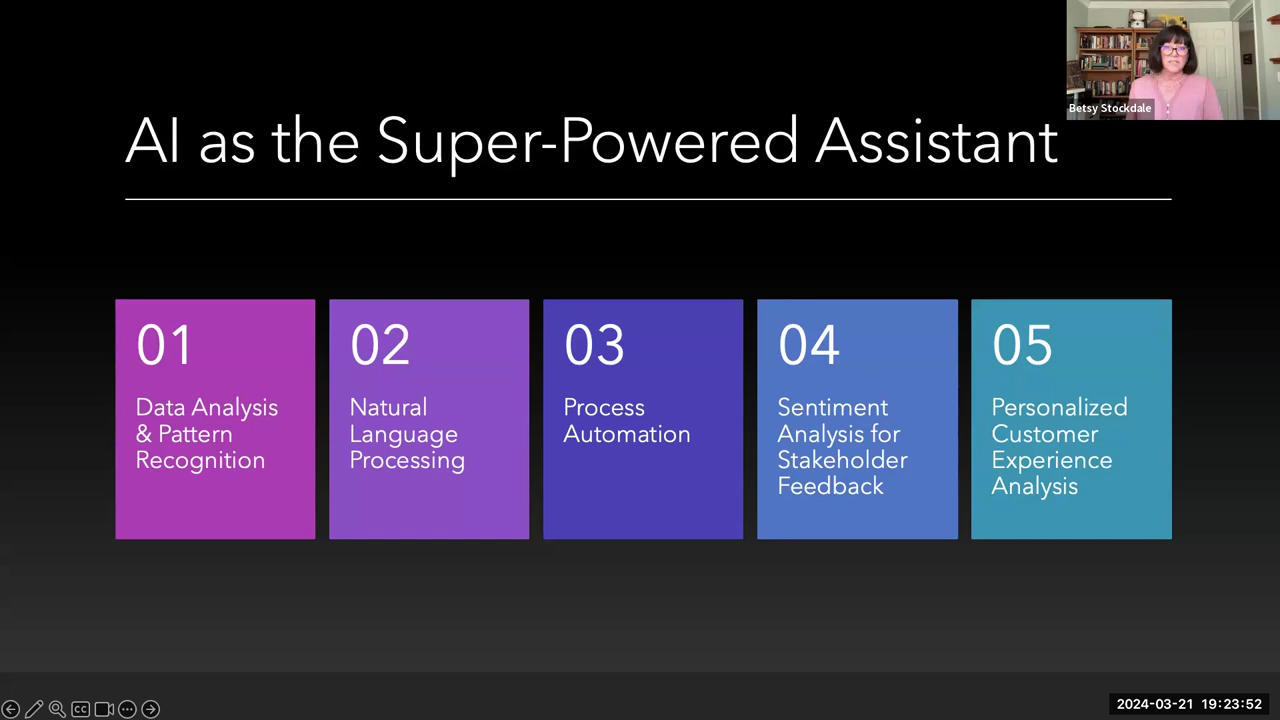 Betsy Stockdale
AI as the Super-Powered Assistant
01
Data Analysis
& Pattern
Recognition
02
Natural
Language
Processing
03
Process
Automation
04
Sentiment
Analysis for
Stakeholder
Feedback
05
Personalized
Customer
Experience
Analysis
CC
2024-03-21 19:23:52